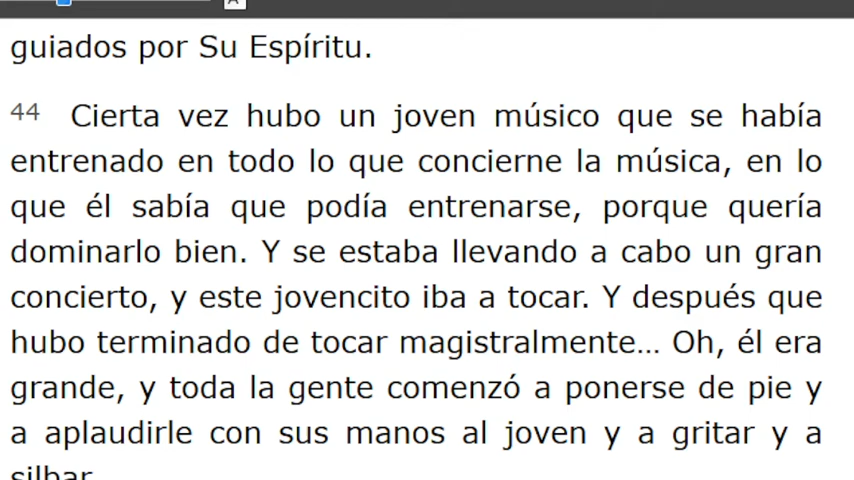 guiados por Su Espíritu.
44 Cierta vez hubo un joven músico que se había
entrenado en todo lo que concierne la música, en lo
que él sabía que podía entrenarse, porque quería
dominarlo bien. Y se estaba llevando a cabo un gran
concierto, y este jovencito iba a tocar. Y después que
hubo terminado de tocar magistralmente… Oh, él era
grande, y toda la gente comenzó a ponerse de pie y
a aplaudirle con sus manos al joven y a gritar y a
silbar.